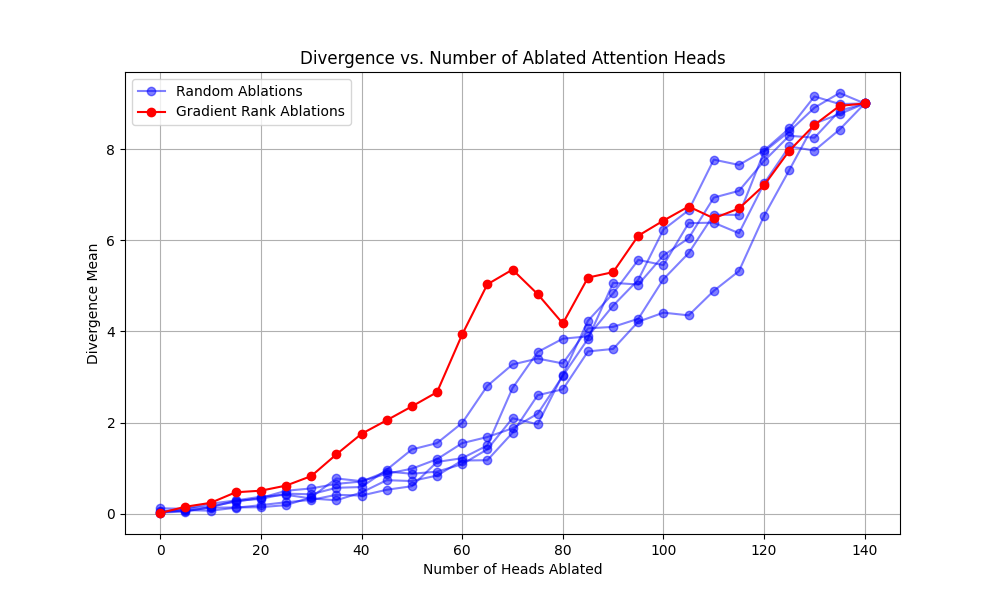 Divergence vs. Number of Ablated Attention Heads
Random Ablations
Gradient Rank Ablations
Divergence Mean
8
6
4
2
0
0 20 40 60 80 100 120 140
Number of Heads Ablated